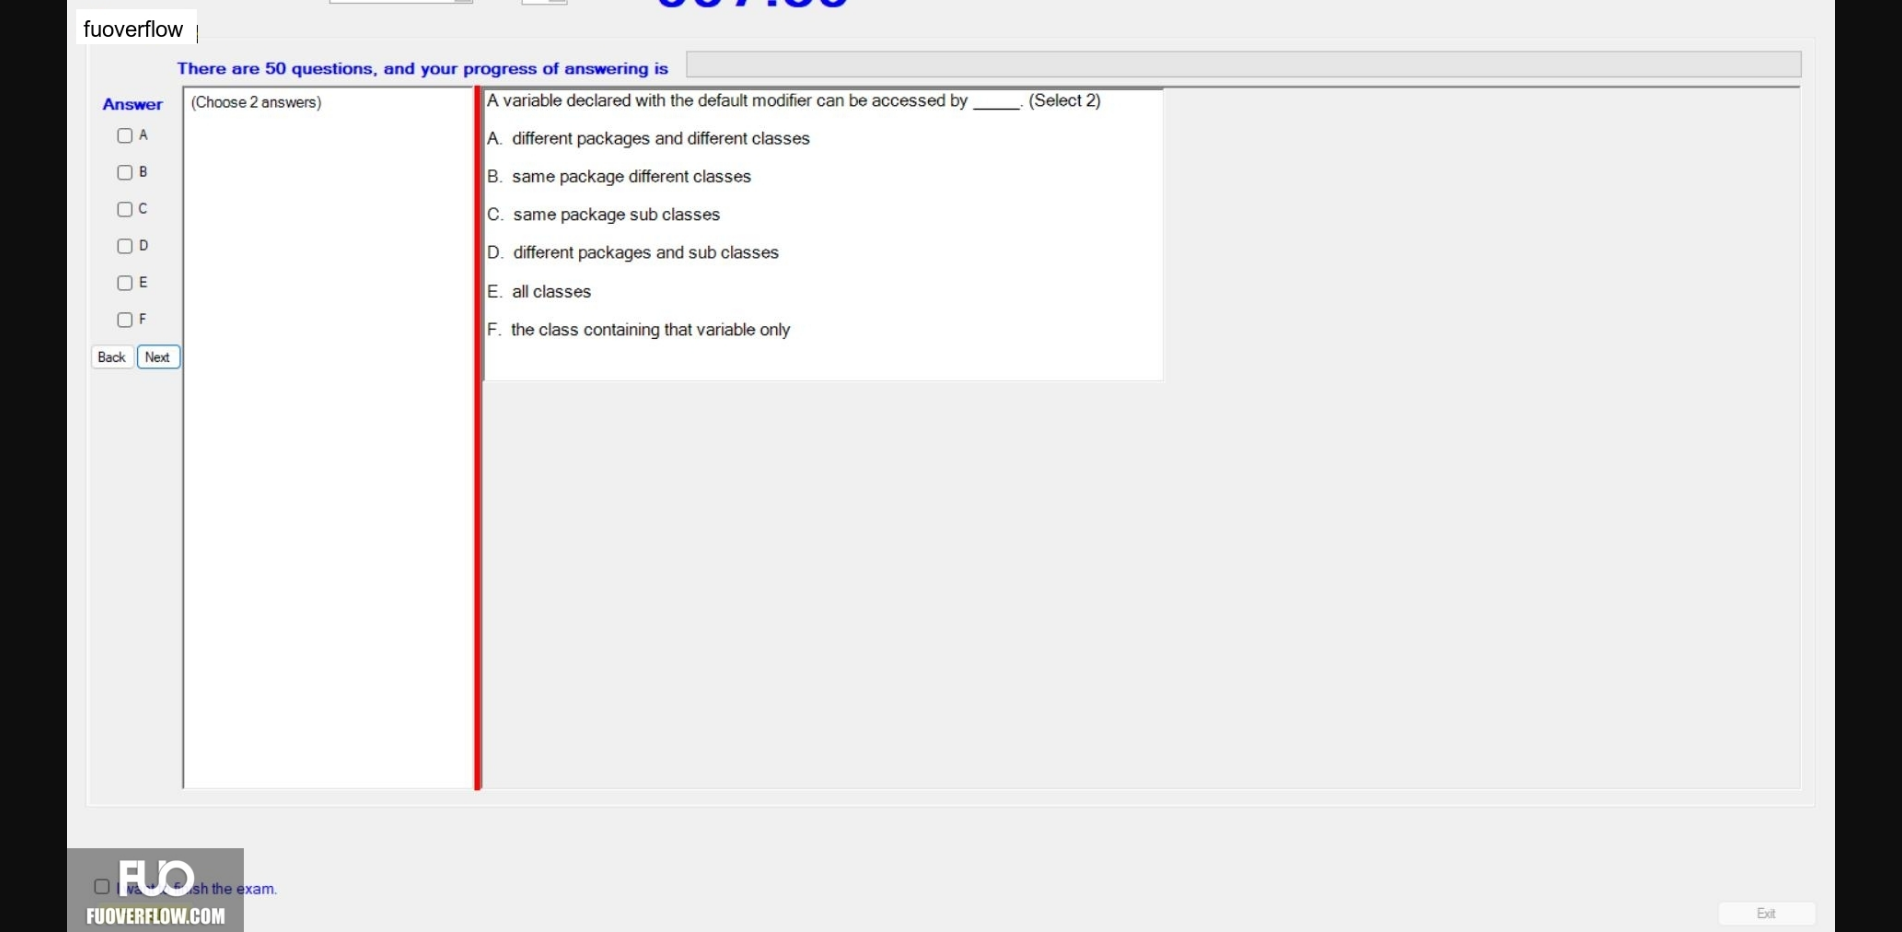 fuoverflow
There are 50 questions, and your progress of answering is
Answer
(Choose 2 answers)
A
B
C
D
E
F
Back
Next
A variable declared with the default modifier can be accessed by _____. (Select 2)
A. different packages and different classes
B. same package different classes
C. same package sub classes
D. different packages and sub classes
E. all classes
F. the class containing that variable only
FUO
I want to finish the exam.
FUOVERFLOW.COM
Exit